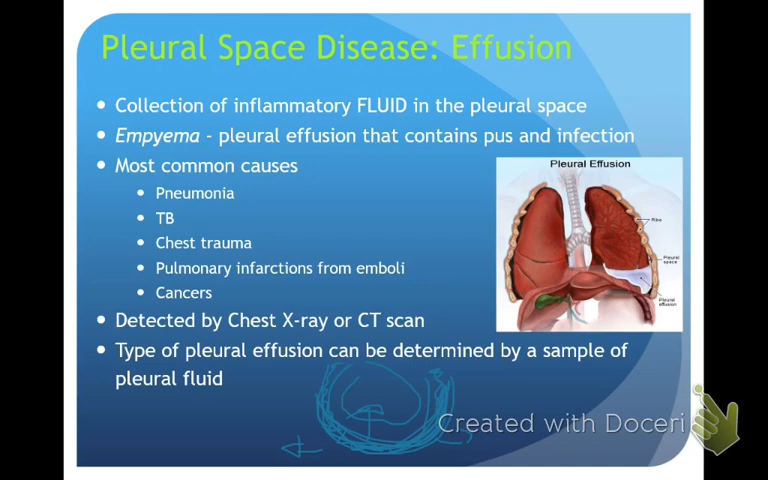 Pleural Space Disease: Effusion
Collection of inflammatory FLUID in the pleural space
Empyema - pleural effusion that contains pus and infection
Most common causes
Pneumonia
TB
Chest trauma
Pulmonary infarctions from emboli
Cancers
Pleural Effusion
Ribs
Pleural
space
Pleural
effusion
Detected by Chest X-ray or CT scan
Type of pleural effusion can be determined by a sample of
pleural fluid
Created with Doceri